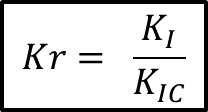 Kr = K_I / K_IC